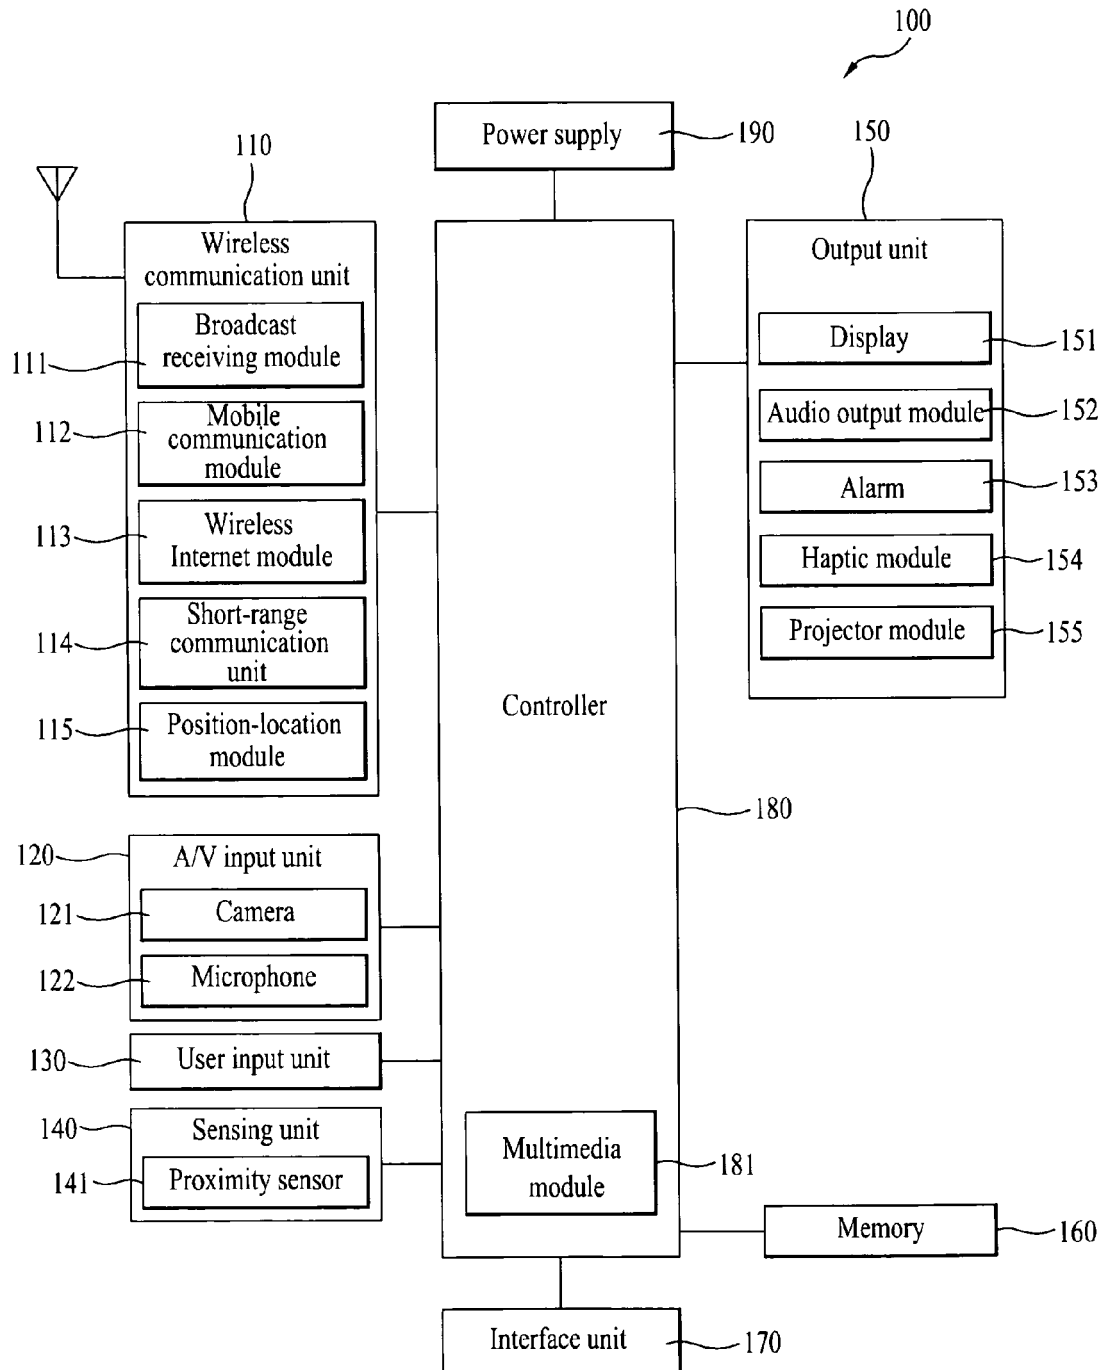 100
Power supply
190
150
110
Wireless
communication unit
Broadcast
receiving module
111
Mobile
communication
module
112
Wireless
Internet module
113
Short-range
communication
unit
114
Position-location
module
115
A/V input unit
120
Camera
121
Microphone
122
User input unit
130
Sensing unit
140
Proximity sensor
141
Controller
180
Multimedia
module
181
Output unit
Display
151
Audio output module
152
Alarm
153
Haptic module
154
Projector module
155
Memory
160
Interface unit
170